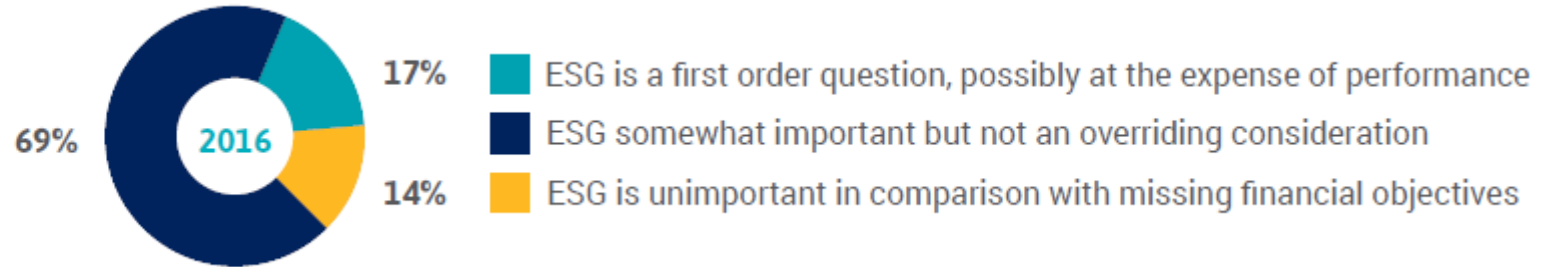 17% ESG is a first order question, possibly at the expense of performance
69% 2016 ESG somewhat important but not an overriding consideration
14% ESG is unimportant in comparison with missing financial objectives